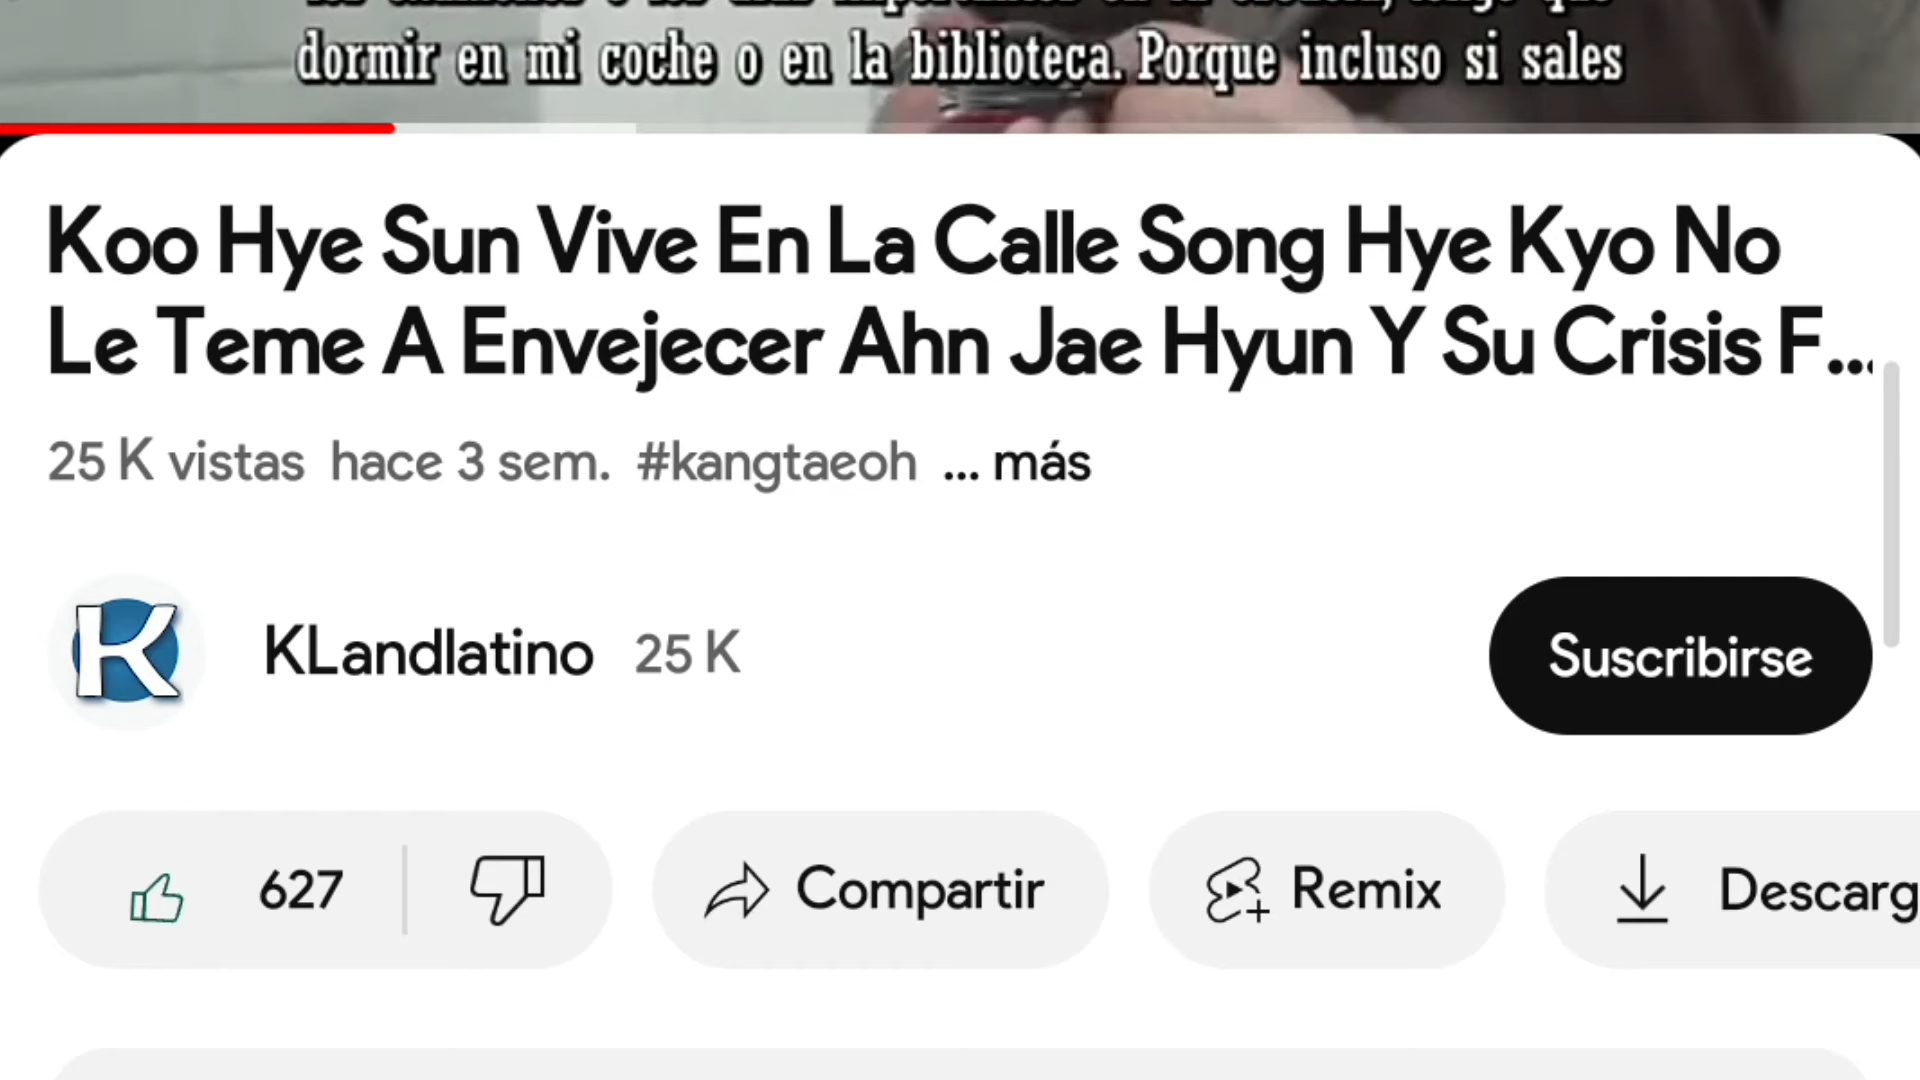 dormir en mi coche o en la biblioteca. Porque incluso si sales
Koo Hye Sun Vive En La Calle Song Hye Kyo No
Le Teme A Envejecer Ahn Jae Hyun Y Su Crisis F...
25 K vistas hace 3 sem. #kangtaeoh ... más
K KLandlatino 25 K Suscribirse
627 Compartir Remix Descarg